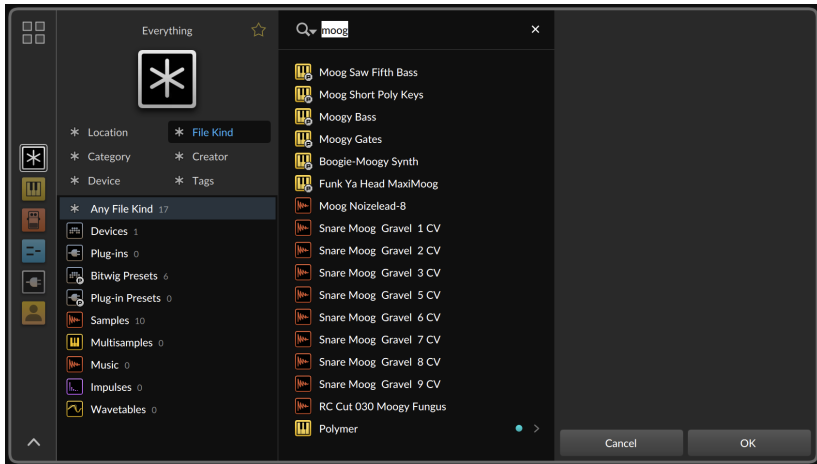 Everything
moog
Location
File Kind
Category
Creator
Device
Tags
Any File Kind 17
Devices 1
Plug-ins 0
Bitwig Presets 6
Plug-in Presets 0
Samples 10
Multisamples 0
Music 0
Impulses 0
Wavetables 0
Moog Saw Fifth Bass
Moog Short Poly Keys
Moogy Bass
Moogy Gates
Boogie-Moogy Synth
Funk Ya Head MaxiMoog
Moog Noizelead-8
Snare Moog Gravel 1 CV
Snare Moog Gravel 2 CV
Snare Moog Gravel 3 CV
Snare Moog Gravel 5 CV
Snare Moog Gravel 6 CV
Snare Moog Gravel 7 CV
Snare Moog Gravel 8 CV
Snare Moog Gravel 9 CV
RC Cut 030 Moogy Fungus
Polymer
Cancel
OK